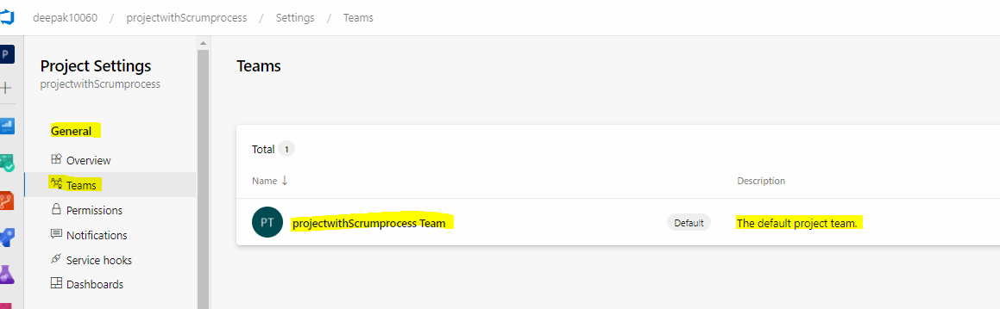 deepak10060 / projectwithScrumprocess / Settings / Teams
P
Project Settings
projectwithScrumprocess
General
Overview
Teams
Permissions
Notifications
Service hooks
Dashboards
Teams
Total 1
Name ↓ Description
PT projectwithScrumprocess Team Default The default project team.